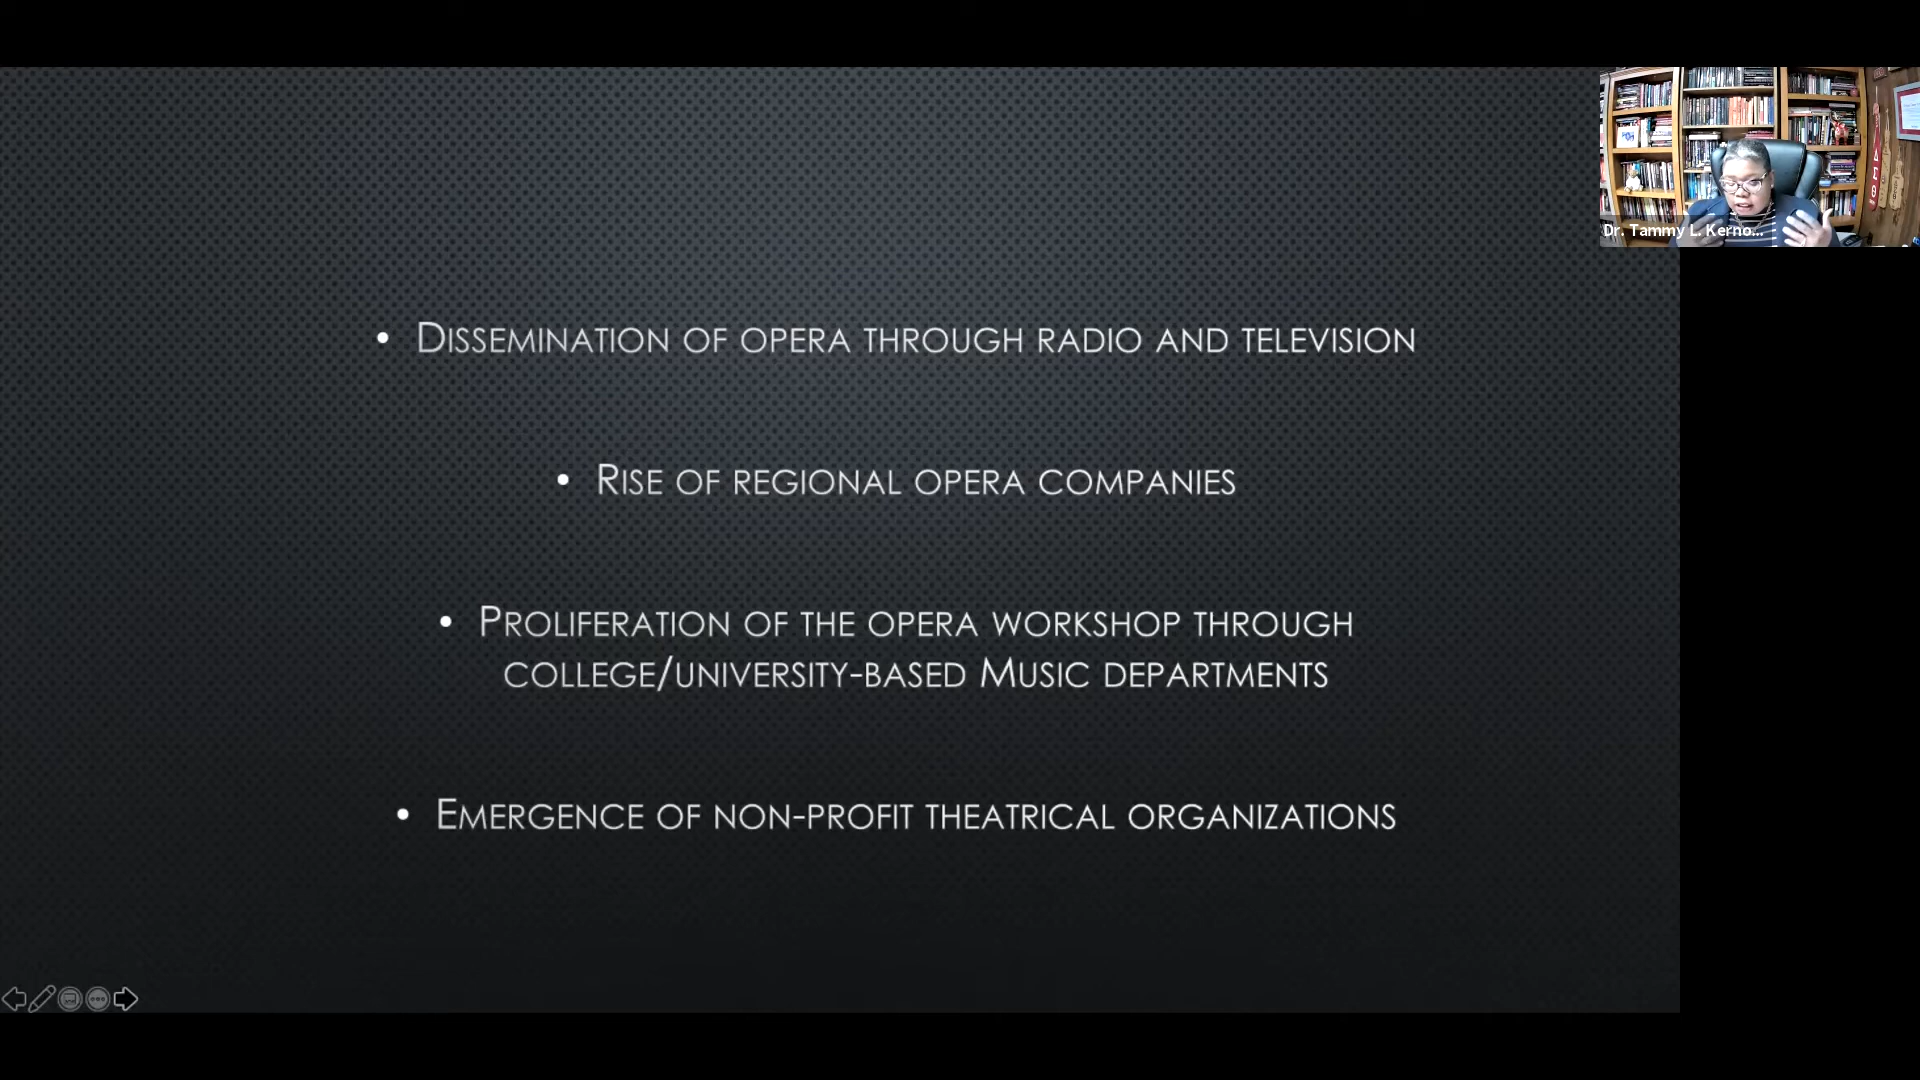 • Dissemination of opera through radio and television
• Rise of regional opera companies
• Proliferation of the opera workshop through
college/university-based Music departments
• Emergence of non-profit theatrical organizations
Dr. Tammy L. Kerno...